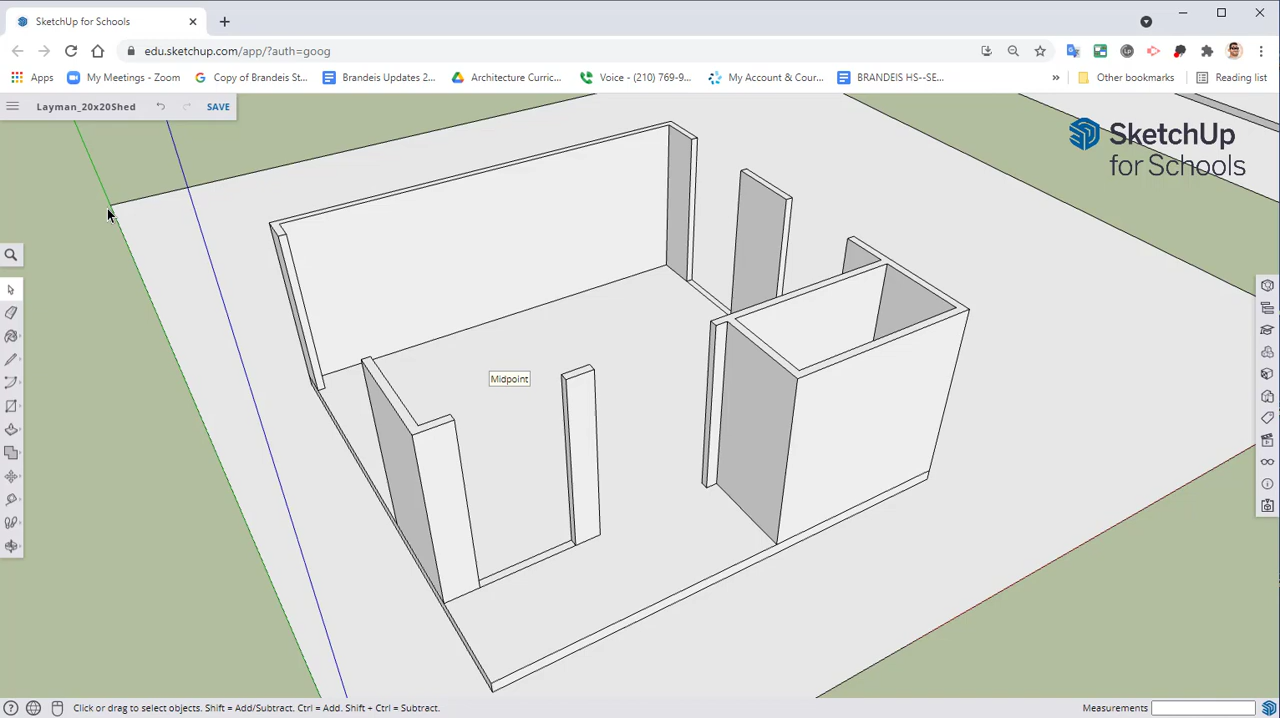 SketchUp for Schools
edu.sketchup.com/app/?auth=goog
Apps
My Meetings - Zoom
Copy of Brandeis St...
Brandeis Updates 2...
Architecture Curric...
Voice - (210) 769-9...
My Account & Cour...
BRANDEIS HS--SE...
»
Other bookmarks
Reading list
Layman_20x20Shed
SAVE
SketchUp
for Schools
Midpoint
Click or drag to select objects. Shift = Add/Subtract. Ctrl = Add. Shift + Ctrl = Subtract.
Measurements